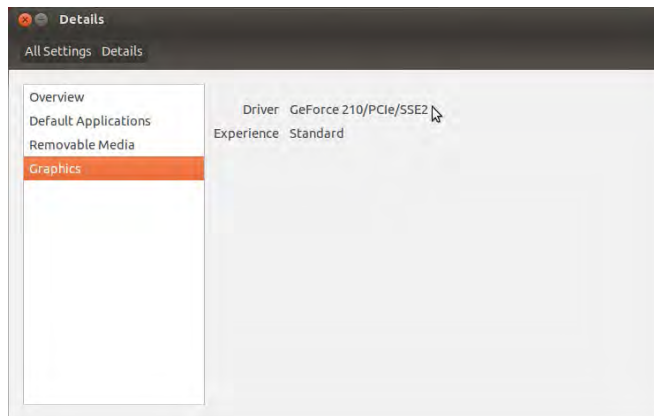 Details
All Settings Details
Overview
Default Applications
Removable Media
Graphics
Driver GeForce 210/PCIe/SSE2
Experience Standard